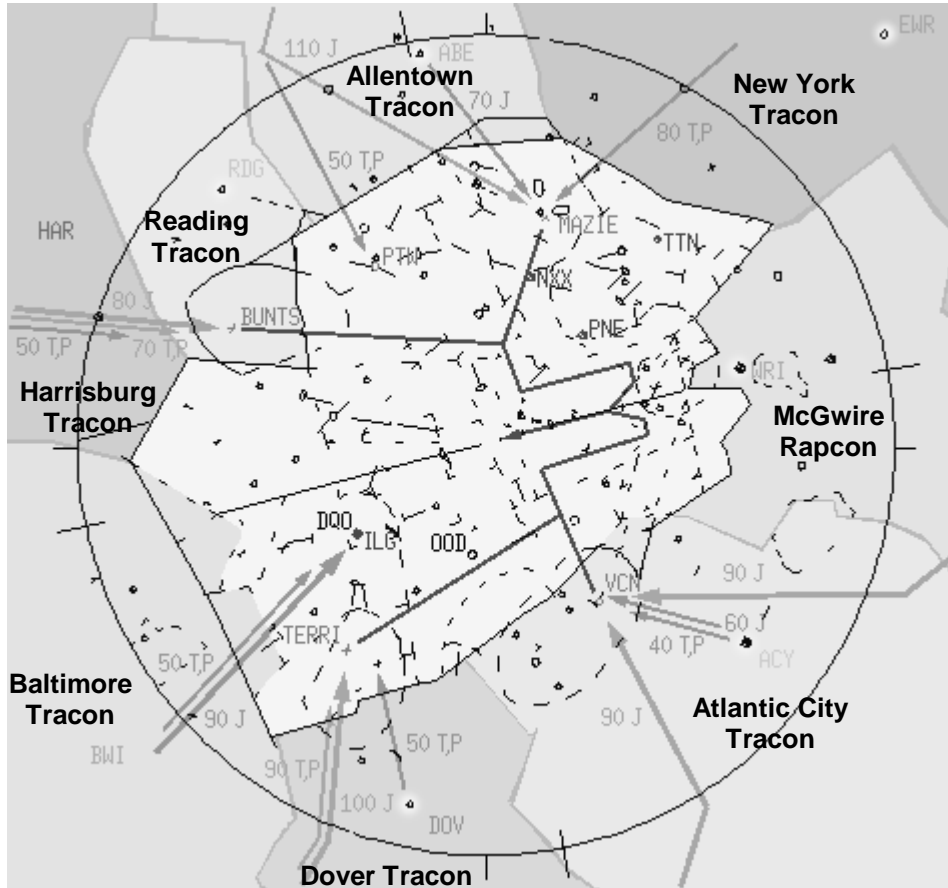 EWR
110 J
ABE
Allentown
Tracon
New York
Tracon
70 J
80 T,P
50 T,P
RDG
HAR
Reading
Tracon
MAZIE
TTN
PTW
NXX
80 J
BUNTS
PNE
50 T,P
70 T,P
WRI
Harrisburg
Tracon
McGwire
Rapcon
DQO
ILG
OOD
90 J
VCN
60 J
TERRI
40 T,P
ACY
50 T,P
Baltimore
Tracon
90 J
BWI
90 J
Atlantic City
Tracon
90 T,P
50 T,P
100 J
DOV
Dover Tracon